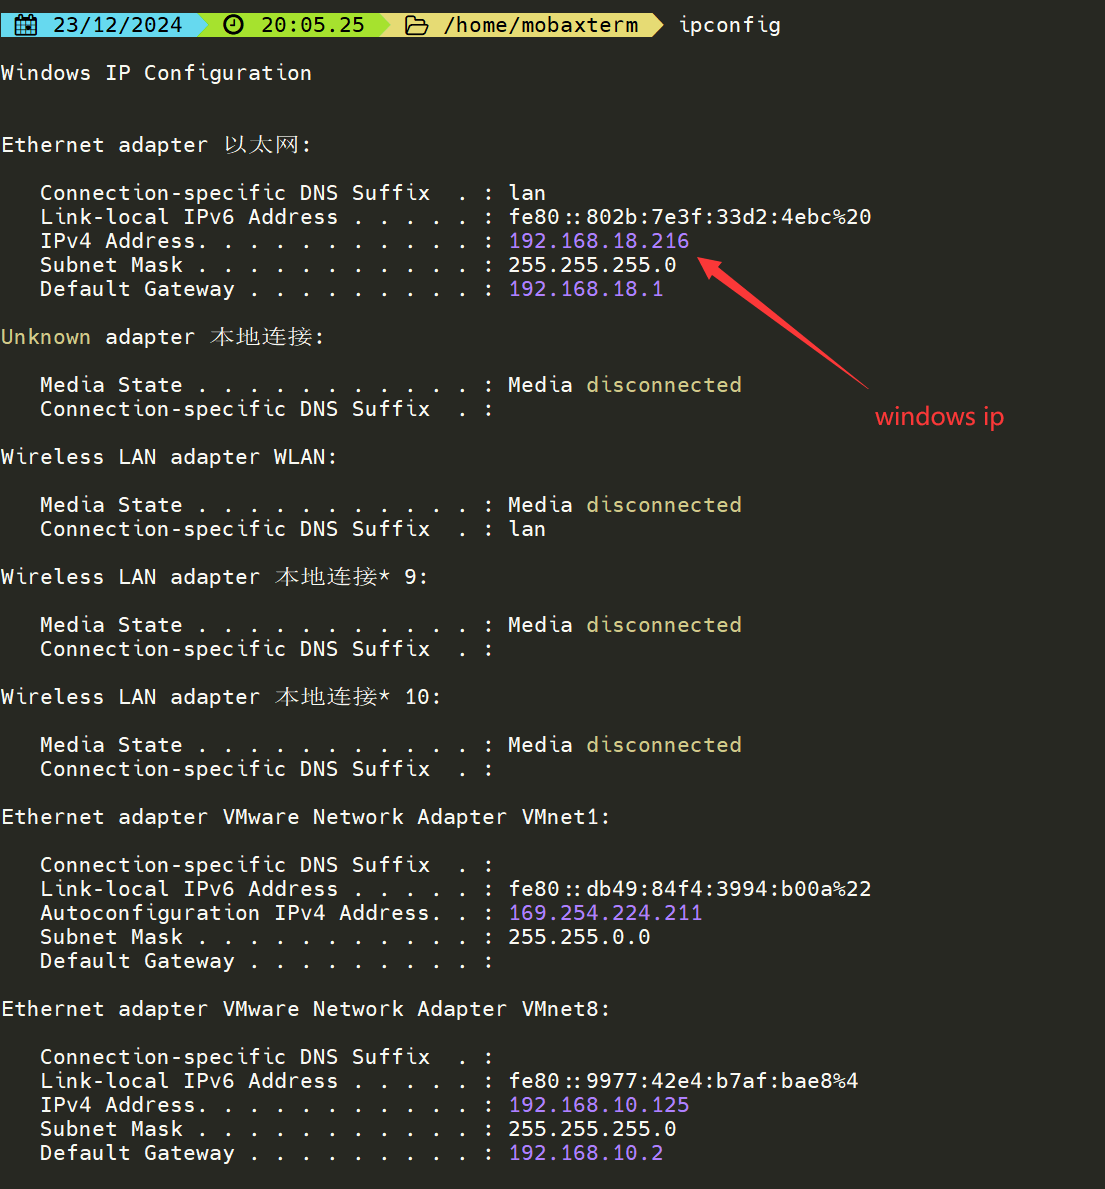 23/12/2024 20:05.25 /home/mobaxterm ipconfig
Windows IP Configuration
Ethernet adapter 以太网:
Connection-specific DNS Suffix . : lan
Link-local IPv6 Address . . . . . : fe80::802b:7e3f:33d2:4ebc%20
IPv4 Address. . . . . . . . . . . : 192.168.18.216
Subnet Mask . . . . . . . . . . . : 255.255.255.0
Default Gateway . . . . . . . . . : 192.168.18.1
Unknown adapter 本地连接:
Media State . . . . . . . . . . . : Media disconnected
Connection-specific DNS Suffix . :
windows ip
Wireless LAN adapter WLAN:
Media State . . . . . . . . . . . : Media disconnected
Connection-specific DNS Suffix . : lan
Wireless LAN adapter 本地连接* 9:
Media State . . . . . . . . . . . : Media disconnected
Connection-specific DNS Suffix . :
Wireless LAN adapter 本地连接* 10:
Media State . . . . . . . . . . . : Media disconnected
Connection-specific DNS Suffix . :
Ethernet adapter VMware Network Adapter VMnet1:
Connection-specific DNS Suffix . :
Link-local IPv6 Address . . . . . : fe80::db49:84f4:3994:b00a%22
Autoconfiguration IPv4 Address. . : 169.254.224.211
Subnet Mask . . . . . . . . . . . : 255.255.0.0
Default Gateway . . . . . . . . . :
Ethernet adapter VMware Network Adapter VMnet8:
Connection-specific DNS Suffix . :
Link-local IPv6 Address . . . . . : fe80::9977:42e4:b7af:bae8%4
IPv4 Address. . . . . . . . . . . : 192.168.10.125
Subnet Mask . . . . . . . . . . . : 255.255.255.0
Default Gateway . . . . . . . . . : 192.168.10.2